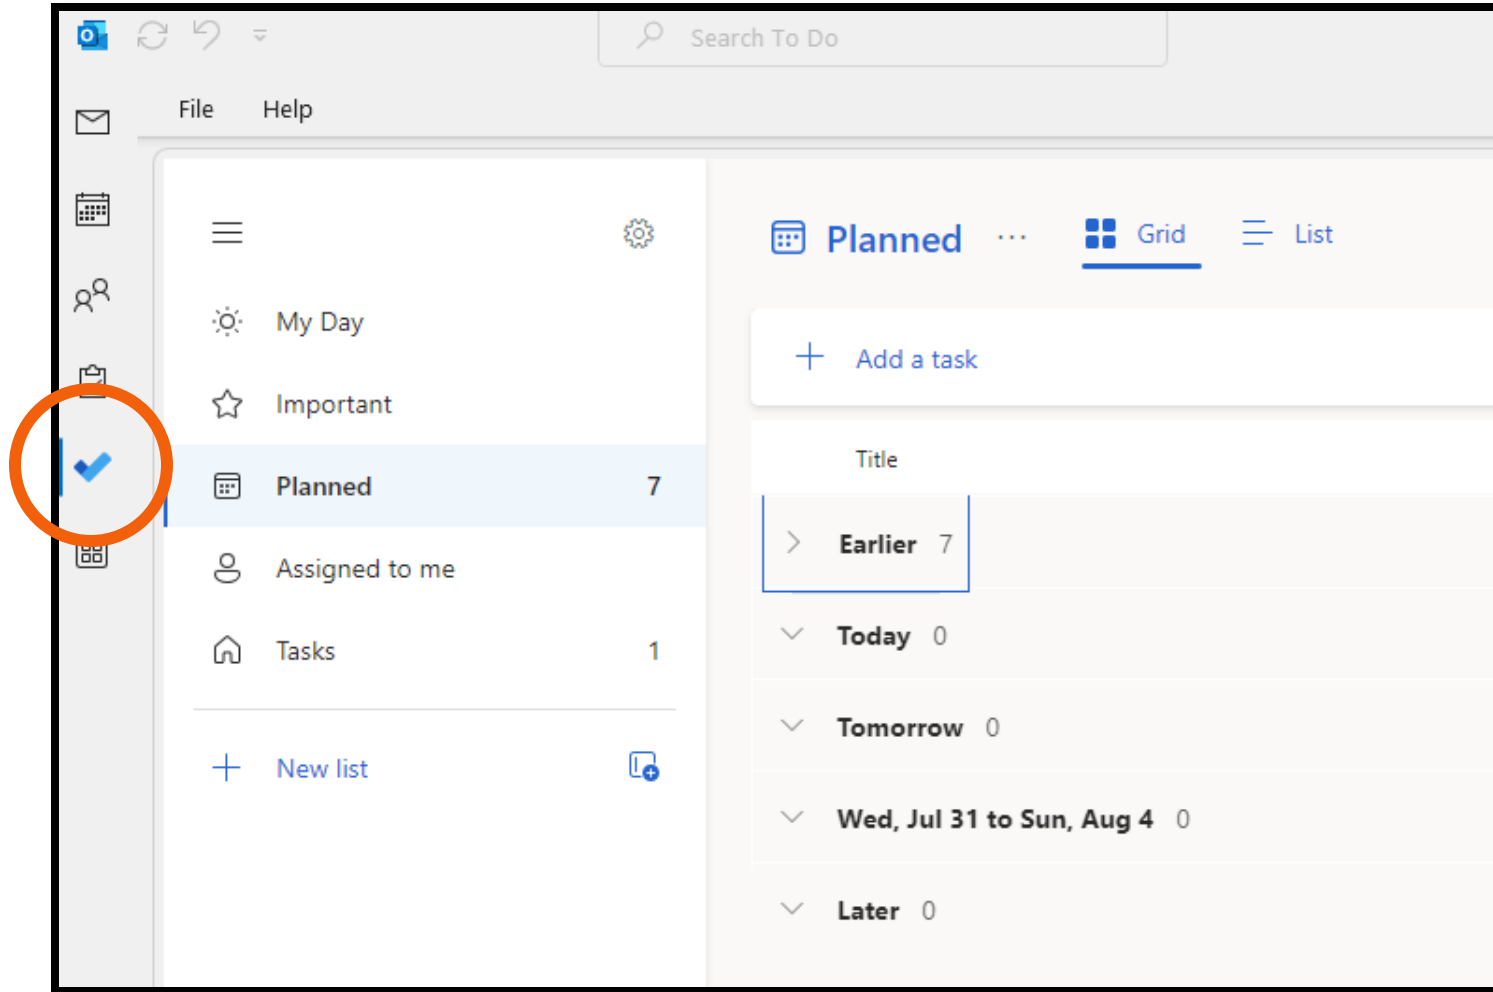 Search To Do
File Help
My Day
Important
Planned 7
Assigned to me
Tasks 1
New list
Planned ... Grid List
Add a task
Title
Earlier 7
Today 0
Tomorrow 0
Wed, Jul 31 to Sun, Aug 4 0
Later 0